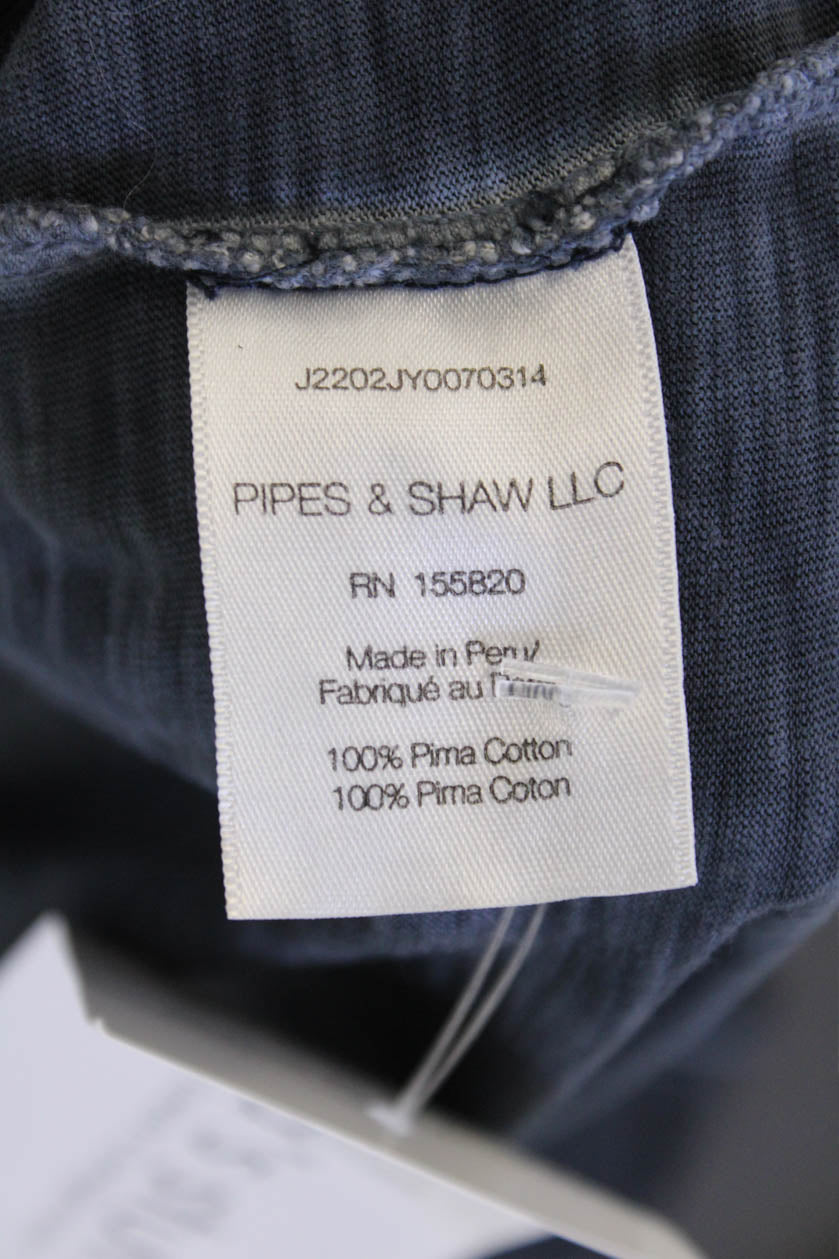 J2202JY0070314
PIPES & SHAW LLC
RN 155820
Made in Peru/
Fabriqué au
100% Pima Cotton
100% Pima Coton